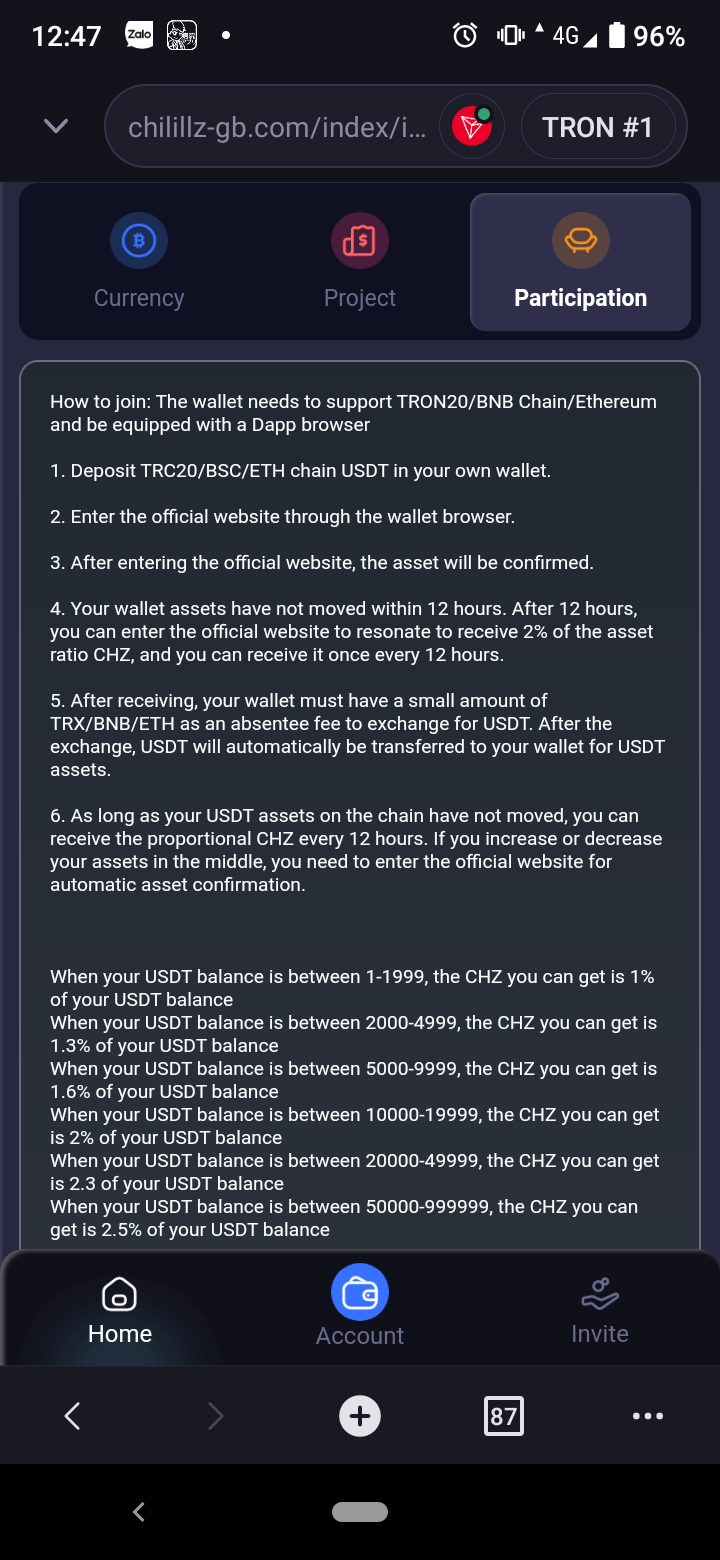 12:47
Zalo
4G
96%
chilillz-gb.com/index/i...
TRON #1
Currency
Project
Participation
How to join: The wallet needs to support TRON20/BNB Chain/Ethereum
and be equipped with a Dapp browser
1. Deposit TRC20/BSC/ETH chain USDT in your own wallet.
2. Enter the official website through the wallet browser.
3. After entering the official website, the asset will be confirmed.
4. Your wallet assets have not moved within 12 hours. After 12 hours,
you can enter the official website to resonate to receive 2% of the asset
ratio CHZ, and you can receive it once every 12 hours.
5. After receiving, your wallet must have a small amount of
TRX/BNB/ETH as an absentee fee to exchange for USDT. After the
exchange, USDT will automatically be transferred to your wallet for USDT
assets.
6. As long as your USDT assets on the chain have not moved, you can
receive the proportional CHZ every 12 hours. If you increase or decrease
your assets in the middle, you need to enter the official website for
automatic asset confirmation.
When your USDT balance is between 1-1999, the CHZ you can get is 1%
of your USDT balance
When your USDT balance is between 2000-4999, the CHZ you can get is
1.3% of your USDT balance
When your USDT balance is between 5000-9999, the CHZ you can get is
1.6% of your USDT balance
When your USDT balance is between 10000-19999, the CHZ you can get
is 2% of your USDT balance
When your USDT balance is between 20000-49999, the CHZ you can get
is 2.3 of your USDT balance
When your USDT balance is between 50000-999999, the CHZ you can
get is 2.5% of your USDT balance
Home
Account
Invite
87